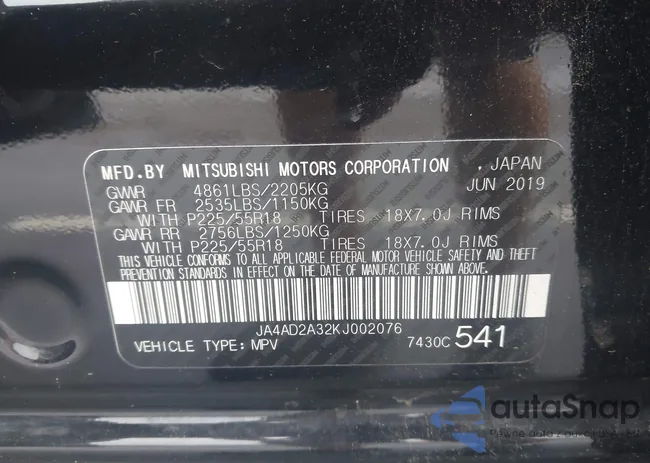 MFD.BY MITSUBISHI MOTORS CORPORATION , JAPAN
GVWR 4861LBS/2205KG JUN 2019
GAWR FR 2535LBS/1150KG
WITH P225/55R18 TIRES 18X7.0J RIMS
GAWR RR 2756LBS/1250KG
WITH P225/55R18 TIRES 18X7.0J RIMS
THIS VEHICLE CONFORMS TO ALL APPLICABLE FEDERAL MOTOR VEHICLE SAFETY AND THEFT
PREVENTION STANDARDS IN EFFECT ON THE DATE OF MANUFACTURE SHOWN ABOVE.
JA4AD2A32KJ002076
VEHICLE TYPE: MPV 7430C 541
autoSnap